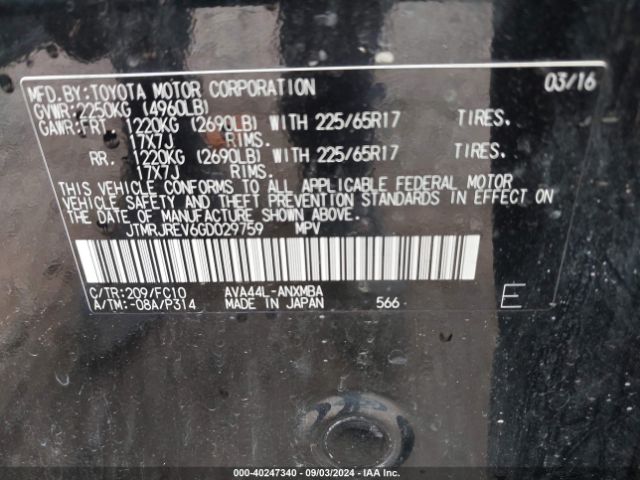 MFD.BY:TOYOTA MOTOR CORPORATION 03/16
GVWR:2250KG (4960LB)
GAWR:FRT 1220KG (2690LB) WITH 225/65R17 TIRES.
17X7J RIMS.
RR. 1220KG (2690LB) WITH 225/65R17 TIRES.
17X7J RIMS.
THIS VEHICLE CONFORMS TO ALL APPLICABLE FEDERAL MOTOR
VEHICLE SAFETY AND THEFT PREVENTION STANDARDS IN EFFECT ON
THE DATE OF MANUFACTURE SHOWN ABOVE.
JTMRJREV6GD029759 MPV
C/TR:209/FC10 AVA44L-ANXMBA
A/TM:-08A/P314 MADE IN JAPAN 566 E
000-40247340 - 09/03/2024 - IAA Inc.